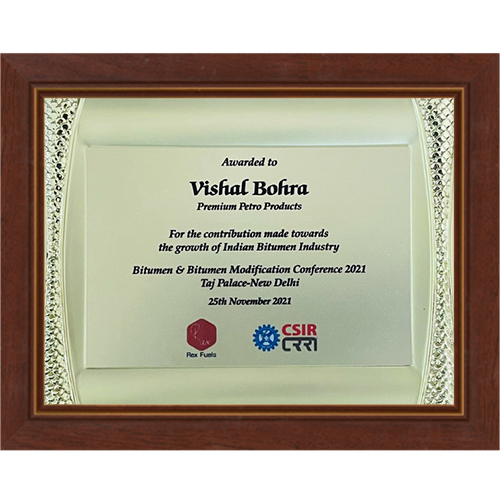 Awarded to
Vishal Bohra
Premium Petro Products
For the contribution made towards
the growth of Indian Bitumen Industry
Bitumen & Bitumen Modification Conference 2021
Taj Palace-New Delhi
25th November 2021
Rex Fuels
CSIR
CRRI